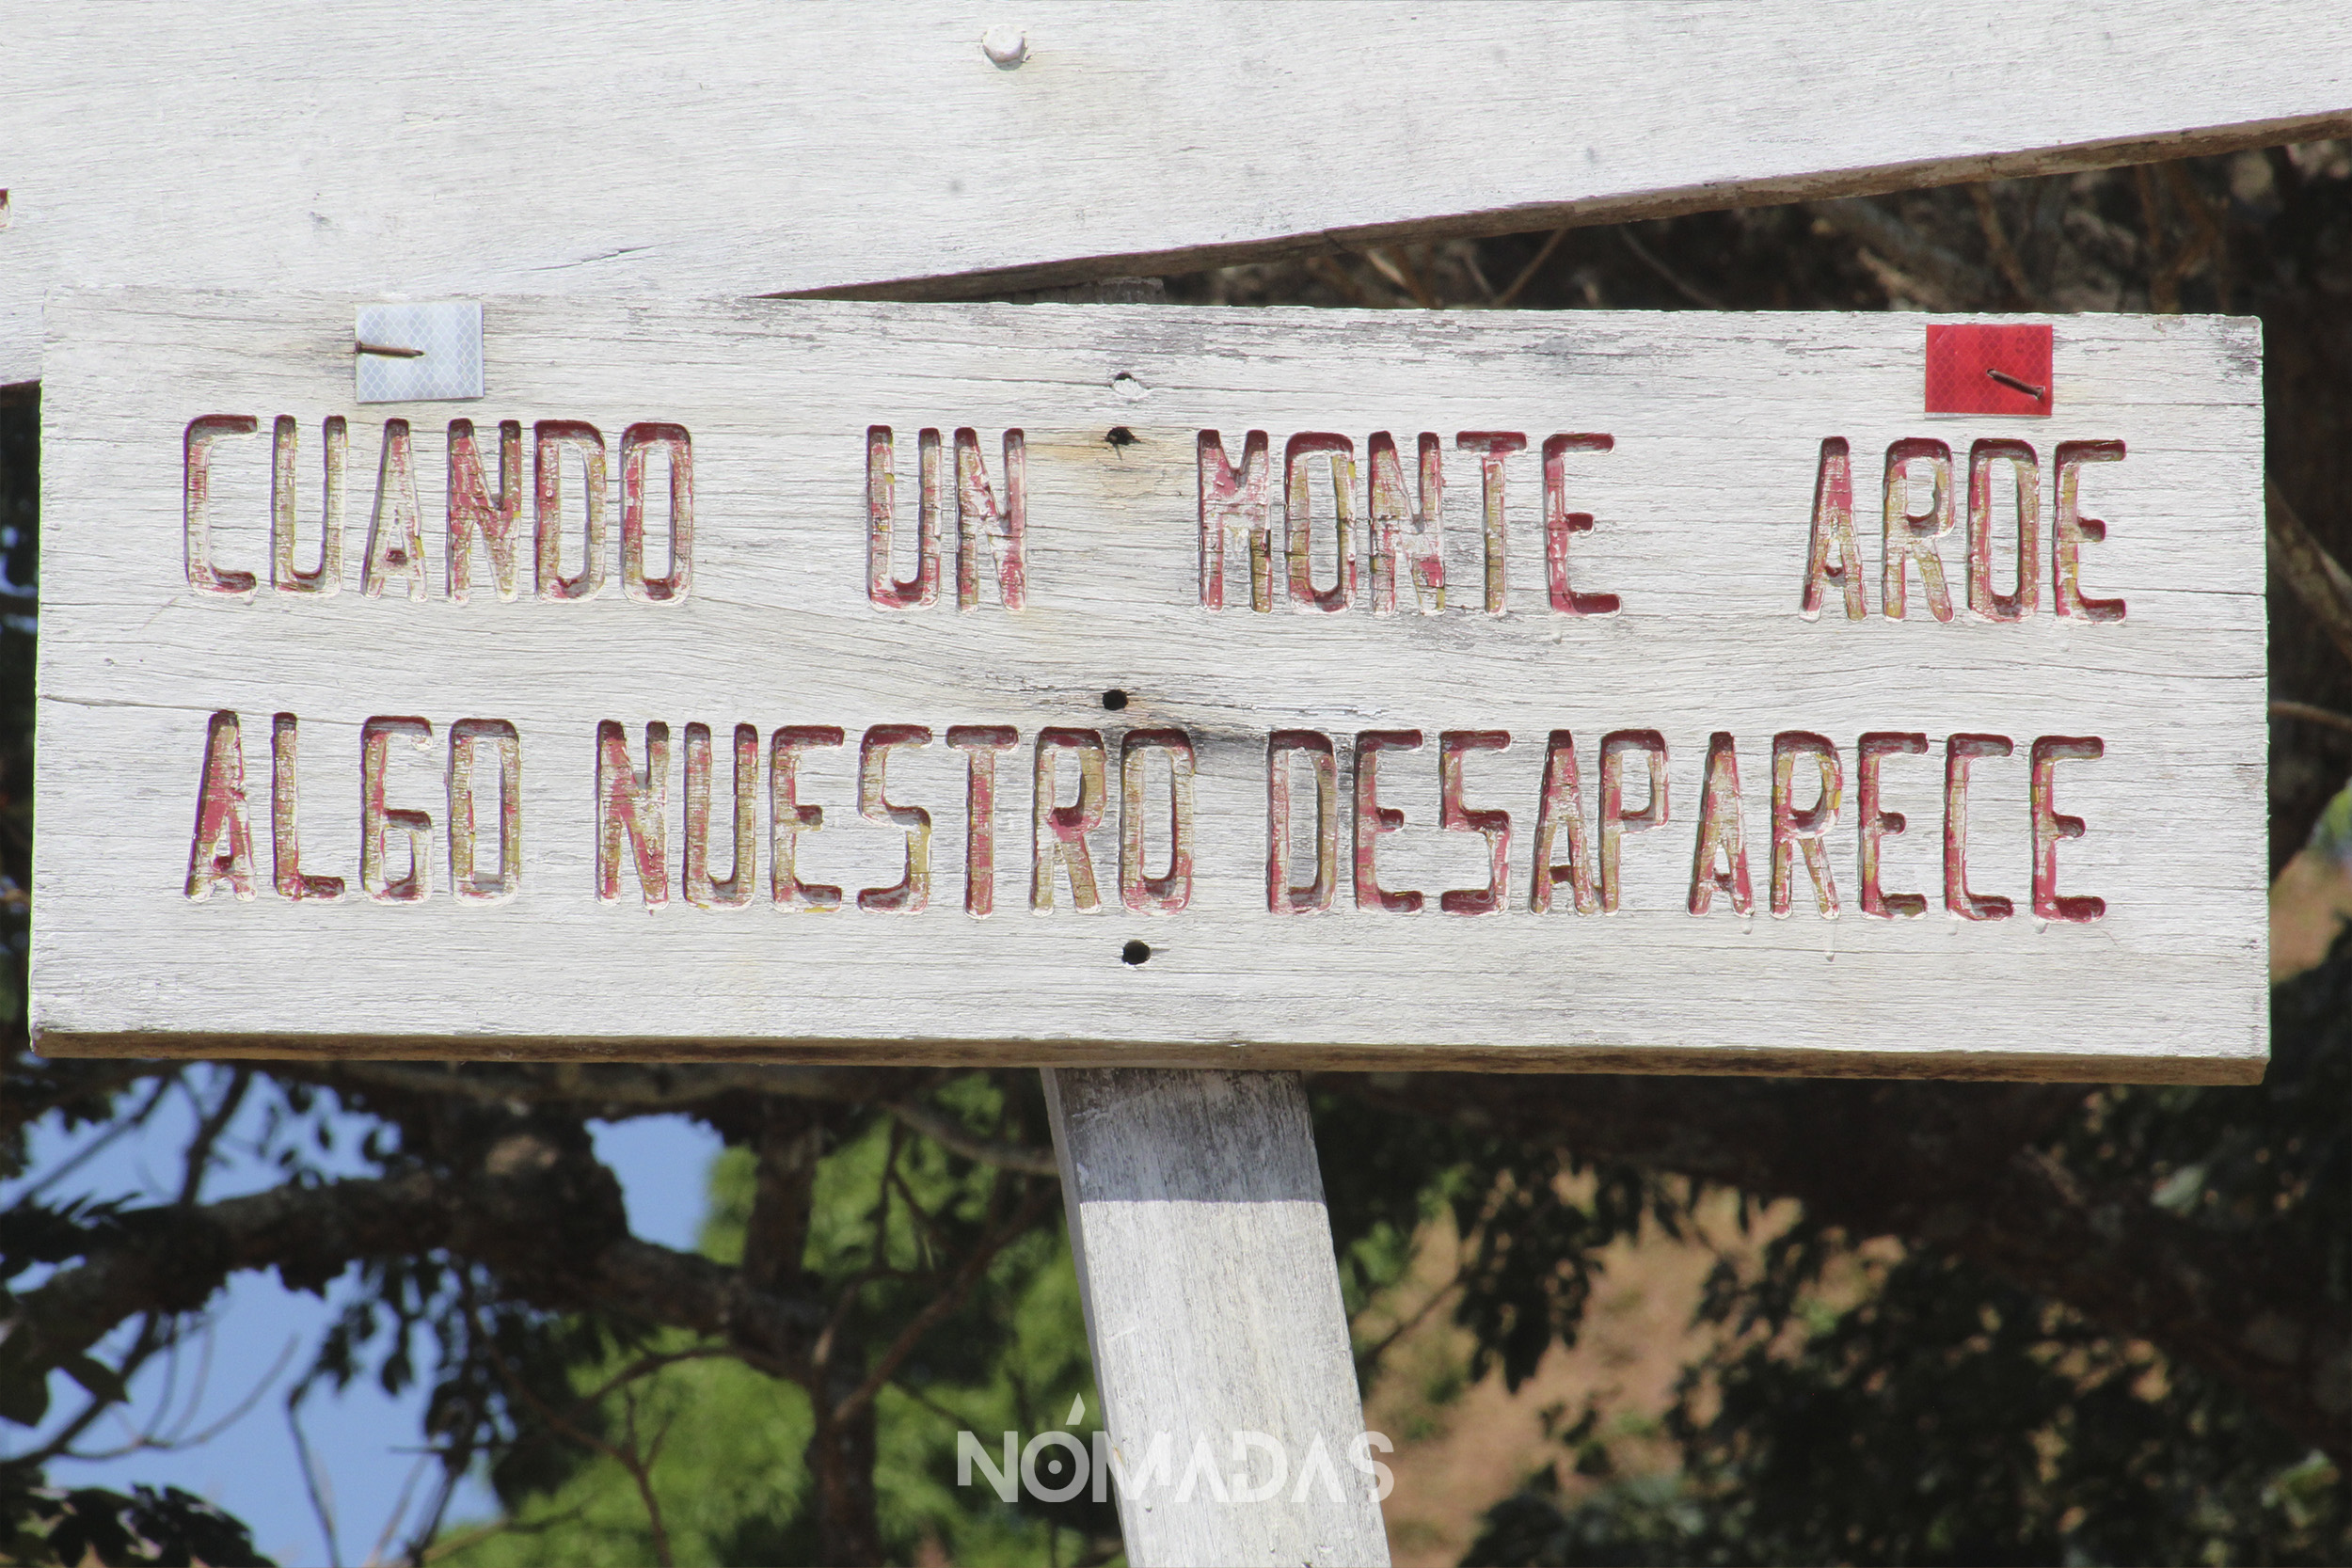 CUANDO UN MONTE ARDE
ALGO NUESTRO DESAPARECE
NÓMADAS